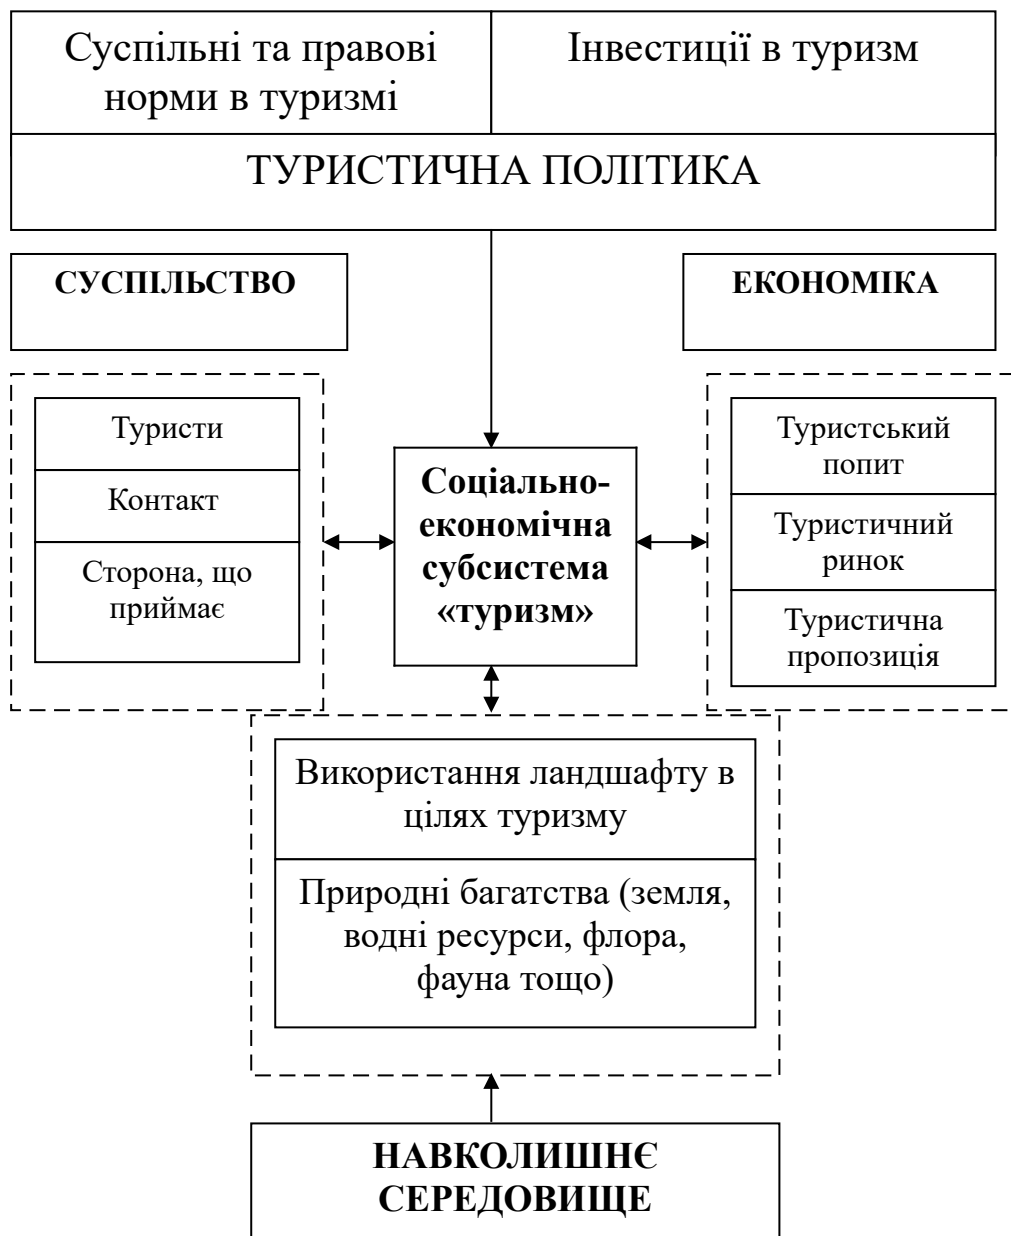 Суспільні та правові
норми в туризмі
Інвестиції в туризм
ТУРИСТИЧНА ПОЛІТИКА
СУСПІЛЬСТВО
ЕКОНОМІКА
Туристи
Контакт
Сторона, що
приймає
Соціально-
економічна
субсистема
«туризм»
Туристський
попит
Туристичний
ринок
Туристична
пропозиція
Використання ландшафту в
цілях туризму
Природні багатства (земля,
водні ресурси, флора,
фауна тощо)
НАВКОЛИШНЄ
СЕРЕДОВИЩЕ